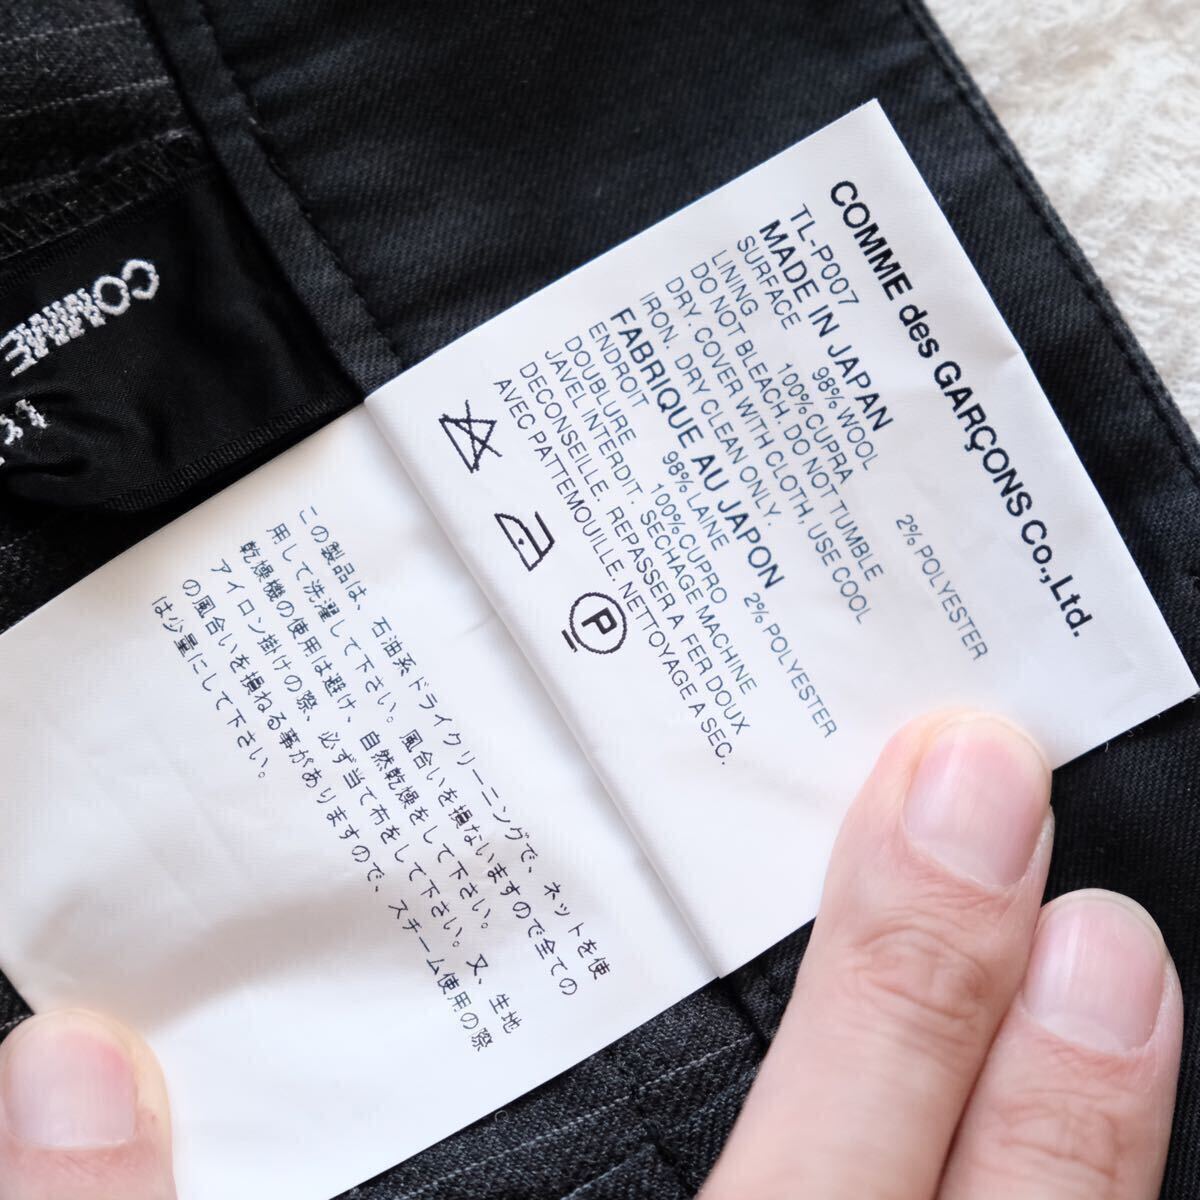 COMME des GARÇONS Co., Ltd.
TL-P007
MADE IN JAPAN
SURFACE 98% WOOL 2% POLYESTER
LINING 100% CUPRA
DO NOT BLEACH. DO NOT TUMBLE
DRY. COVER WITH CLOTH, USE COOL
IRON. DRY CLEAN ONLY.
FABRIQUE AU JAPON
ENDROIT 98% LAINE 2% POLYESTER
DOUBLURE 100% CUPRO
JAVEL INTERDIT. SECHAGE MACHINE
DECONSEILLE. REPASSER A FER DOUX
AVEC PATTEMOUILLE. NETTOYAGE A SEC.
P
この製品は、石油系ドライクリーニングで、ネットを使
用して洗濯して下さい。風合いを損ないますので全ての
乾燥機の使用は避け、自然乾燥をして下さい。又、生地
アイロン掛けの際、必ず当て布をして下さい。スチーム使用の際
の風合いを損ねる事がありますので、
は少量にして下さい。
COMME